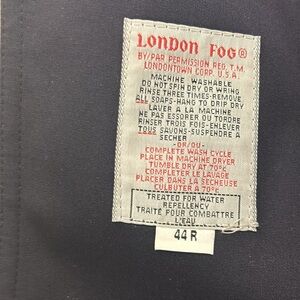 LONDON FOG®
BY/PAR PERMISSION REG. T.M.
LONDONTOWN CORP. U.S.A.
MACHINE WASHABLE
DO NOT SPIN DRY OR WRING
RINSE THREE TIMES-REMOVE
ALL SOAPS-HANG TO DRIP DRY
LAVER A LA MACHINE
NE PAS ESSORER OU TORDRE
RINSER TROIS FOIS-ENLEVER
TOUS SAVONS-SUSPENDRE A
SECHER
-OR/OU-
COMPLETE WASH CYCLE
PLACE IN MACHINE DRYER
TUMBLE DRY AT 70°C
COMPLETER LE LAVAGE
PLACER DANS LA SECHEUSE
CULBUTER A 70°C
TREATED FOR WATER
REPELLENCY
TRAITÉ POUR COMBATTRE
L'EAU
44 R